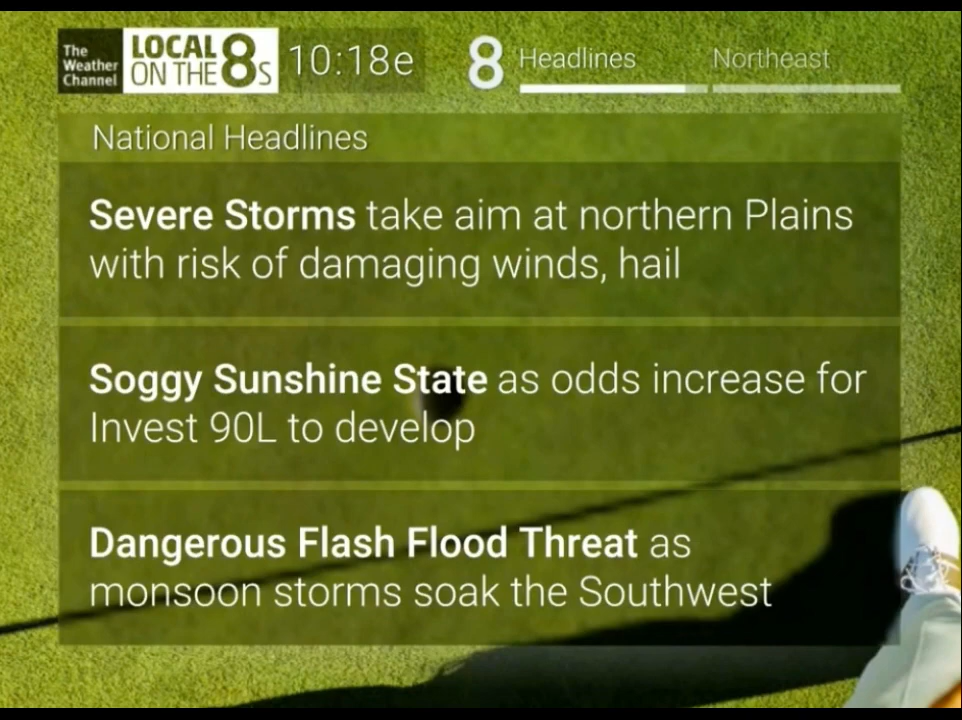 The
Weather
Channel
LOCAL
ON THE 8s
10:18e
8
Headlines
Northeast
National Headlines
Severe Storms take aim at northern Plains
with risk of damaging winds, hail
Soggy Sunshine State as odds increase for
Invest 90L to develop
Dangerous Flash Flood Threat as
monsoon storms soak the Southwest